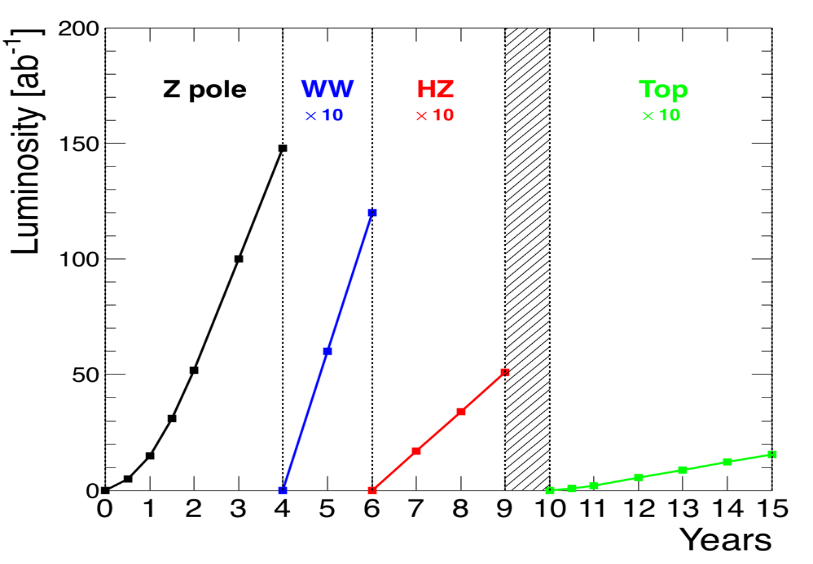 Luminosity [ab⁻¹]
200
150
100
50
0
Z pole
WW
× 10
HZ
× 10
Top
× 10
0 1 2 3 4 5 6 7 8 9 10 11 12 13 14 15
Years